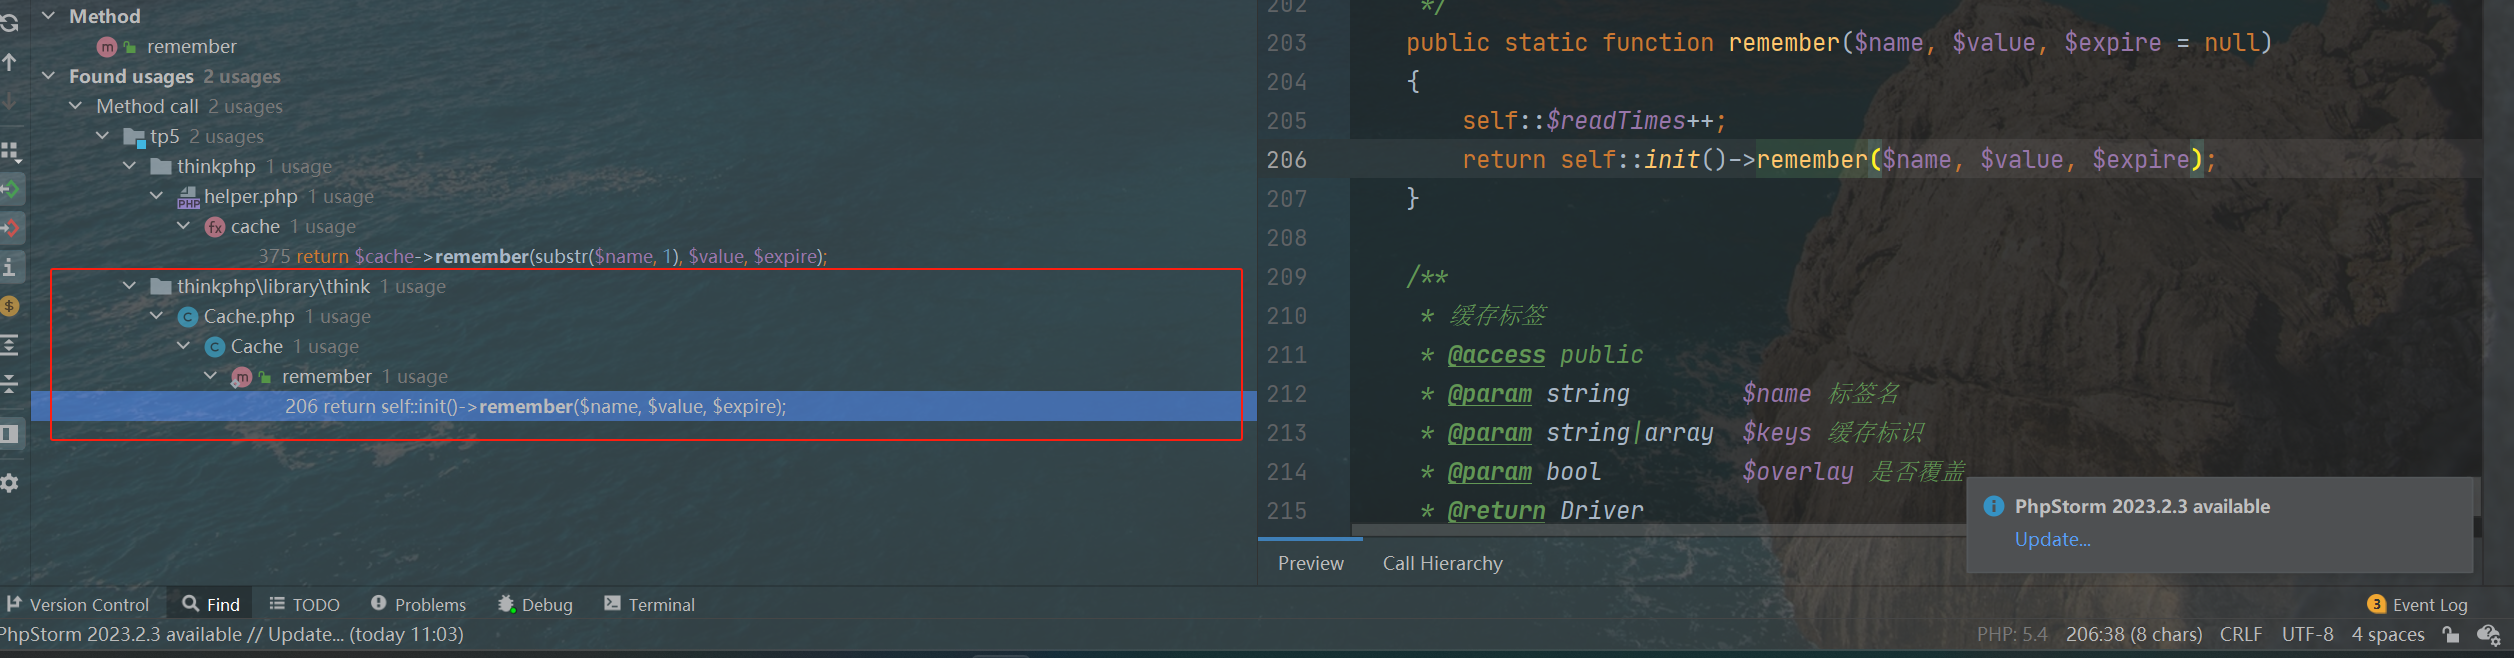 Method
remember
Found usages 2 usages
Method call 2 usages
tp5 2 usages
thinkphp 1 usage
helper.php 1 usage
cache 1 usage
375 return $cache->remember(substr($name, 1), $value, $expire);
thinkphp\library\think 1 usage
Cache.php 1 usage
Cache 1 usage
remember 1 usage
206 return self::init()->remember($name, $value, $expire);
202 */
203 public static function remember($name, $value, $expire = null)
204 {
205 self::$readTimes++;
206 return self::init()->remember($name, $value, $expire);
207 }
208
209 /**
210 * 缓存标签
211 * @access public
212 * @param string $name 标签名
213 * @param string|array $keys 缓存标识
214 * @param bool $overlay 是否覆盖
215 * @return Driver
Preview Call Hierarchy
PhpStorm 2023.2.3 available
Update...
Version Control Find TODO Problems Debug Terminal 3 Event Log
PhpStorm 2023.2.3 available // Update... (today 11:03) PHP: 5.4 206:38 (8 chars) CRLF UTF-8 4 spaces